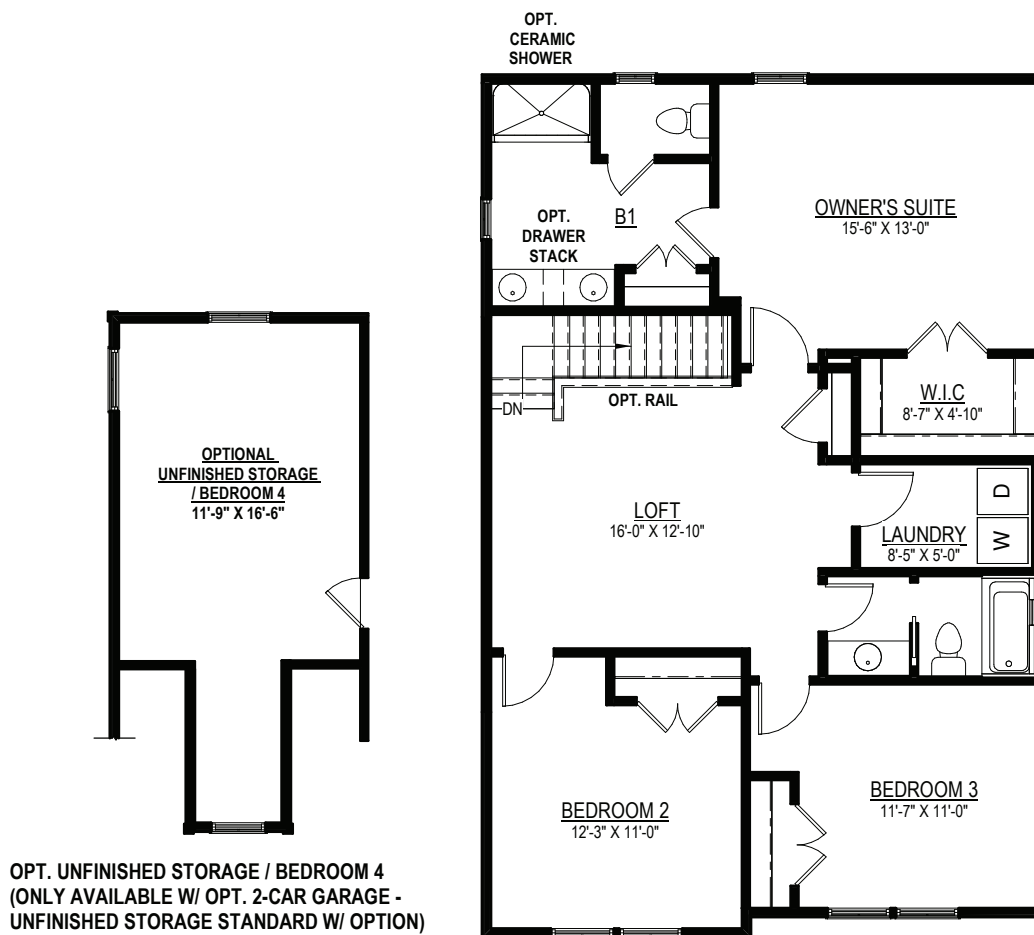 OPT.
CERAMIC
SHOWER
OPT.
DRAWER
STACK
B1
OWNER'S SUITE
15'-6" X 13'-0"
DN
OPT. RAIL
W.I.C
8'-7" X 4'-10"
OPTIONAL
UNFINISHED STORAGE
/ BEDROOM 4
11'-9" X 16'-6"
LOFT
16'-0" X 12'-10"
LAUNDRY
8'-5" X 5'-0"
D
W
BEDROOM 2
12'-3" X 11'-0"
BEDROOM 3
11'-7" X 11'-0"
OPT. UNFINISHED STORAGE / BEDROOM 4
(ONLY AVAILABLE W/ OPT. 2-CAR GARAGE -
UNFINISHED STORAGE STANDARD W/ OPTION)